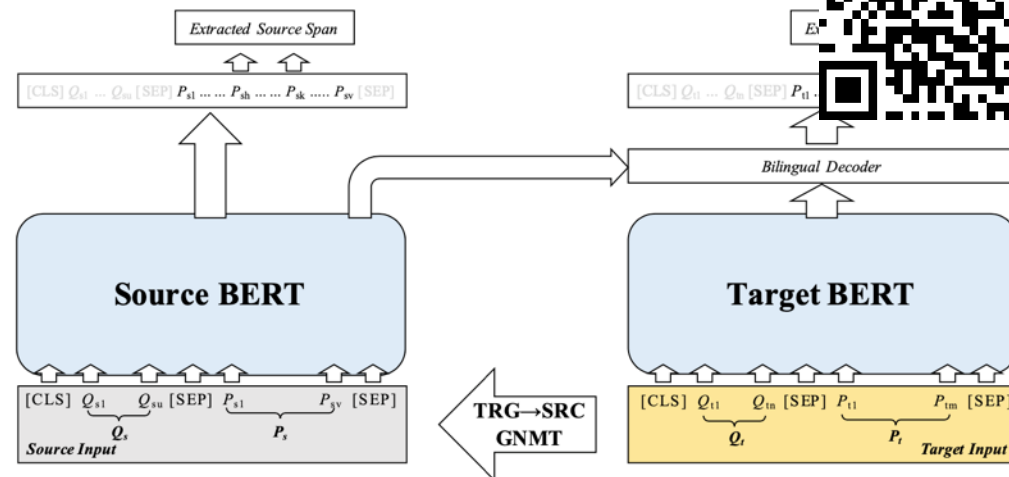 Extracted Source Span
[CLS] Qs1 ... Qsu [SEP] Ps1 ... ... Psh ... ... Psk ..... Psv [SEP]
[CLS] Qt1 ... Qtn [SEP] Pt1 ..
Bilingual Decoder
Source BERT
Target BERT
[CLS] Qs1 Qsu [SEP] Ps1 Psv [SEP]
Qs Ps
Source Input
TRG→SRC
GNMT
[CLS] Qt1 Qtn [SEP] Pt1 Ptm [SEP]
Qt Pt
Target Input